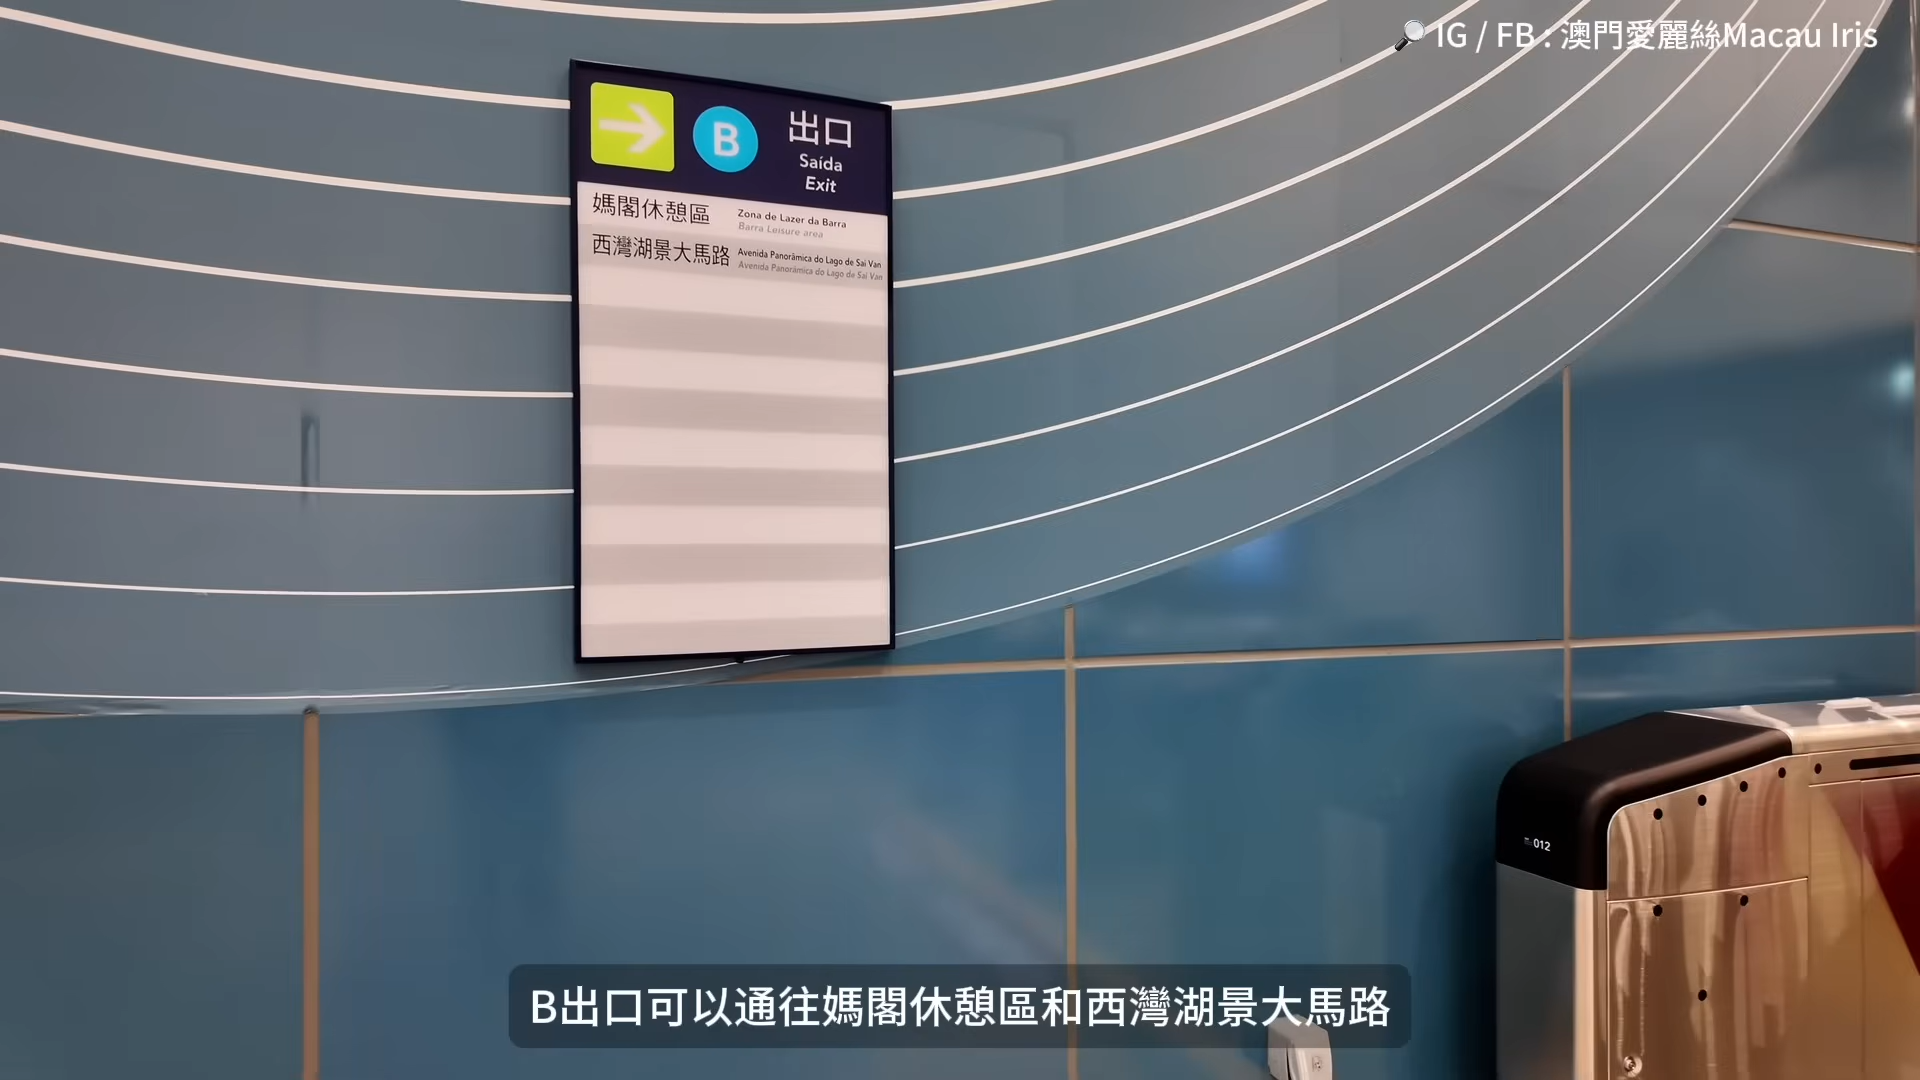 IG / FB : 澳門愛麗絲Macau Iris
B
出口
Saída
Exit
媽閣休憩區
Zona de Lazer da Barra
Barra Leisure area
西灣湖景大馬路
Avenida Panorâmica do Lago de Sai Van
Avenida Panorâmica do Lago de Sai Van
012
B出口可以通往媽閣休憩區和西灣湖景大馬路